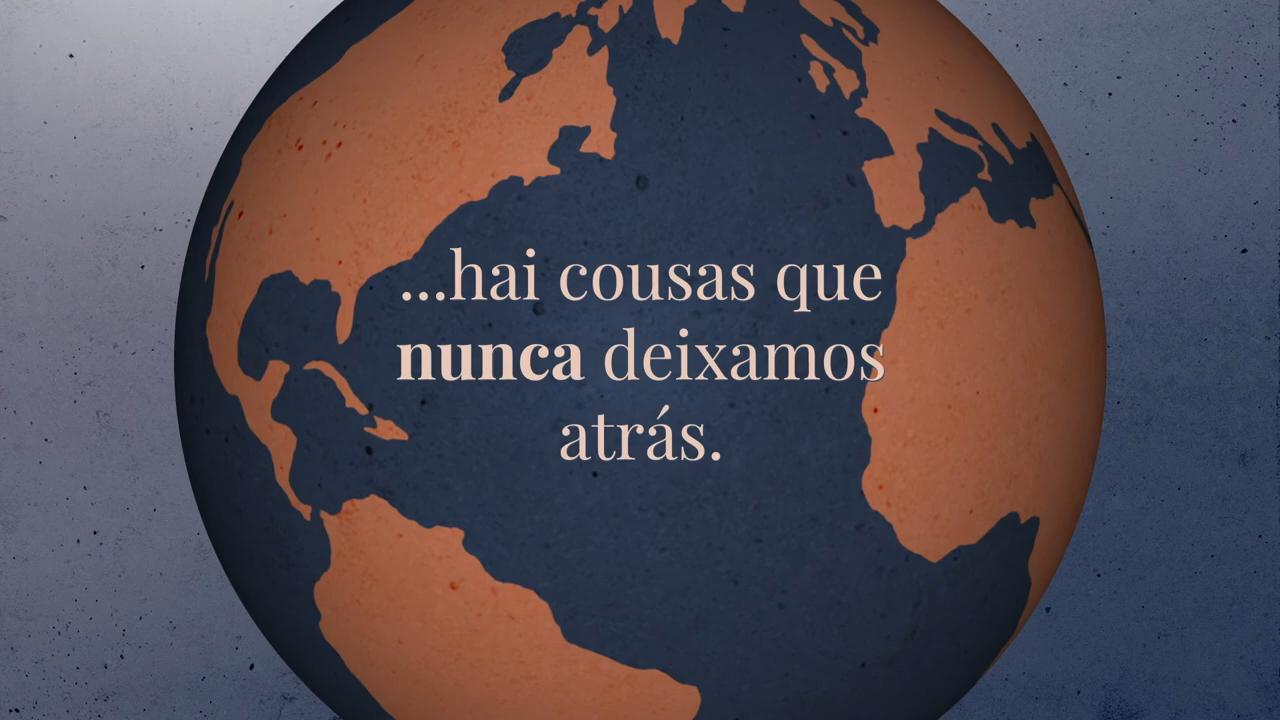 ...hai cousas que
nunca deixamos
atrás.